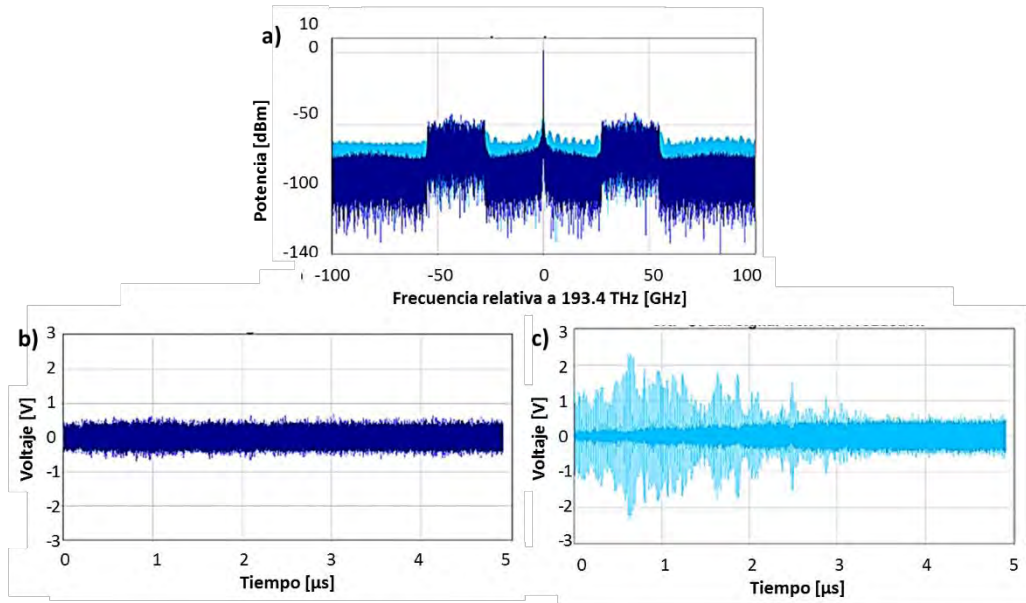 a)
10
0
-50
-100
-140
Potencia [dBm]
-100 -50 0 50 100
Frecuencia relativa a 193.4 THz [GHz]
b)
3
2
1
0
-1
-2
-3
Voltaje [V]
0 1 2 3 4 5
Tiempo [µs]
c)
3
2
1
0
-1
-2
-3
Voltaje [V]
0 1 2 3 4 5
Tiempo [µs]